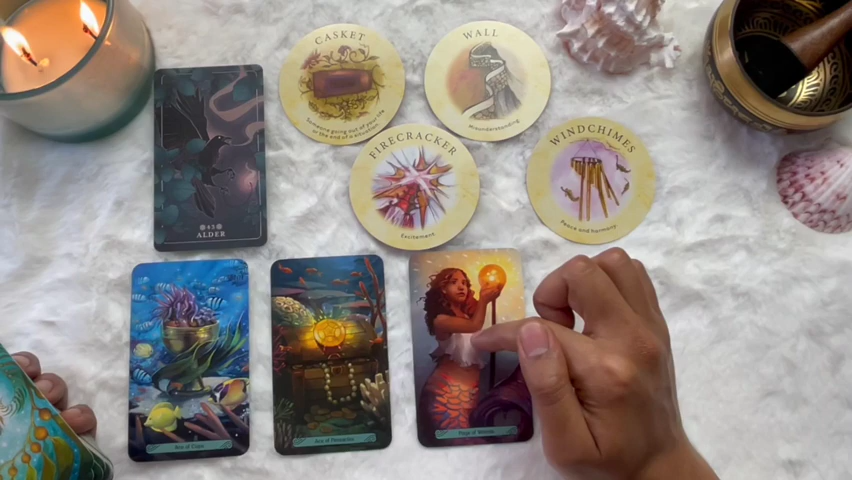 CASKET
Someone going out of your life
or the end of a situation
WALL
Misunderstanding
FIRECRACKER
Excitement
WINDCHIMES
Peace and harmony
43
ALDER
Ace of Cups
Ace of Pentacles
Page of Wands